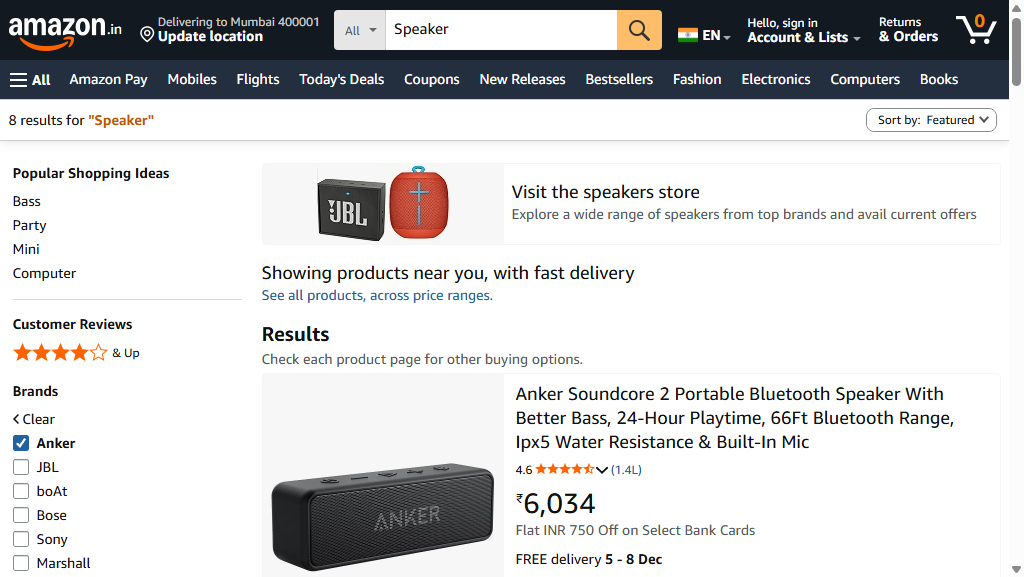 amazon.in
Delivering to Mumbai 400001
Update location
All
Speaker
EN
Hello, sign in
Account & Lists
Returns
& Orders
0
All
Amazon Pay
Mobiles
Flights
Today's Deals
Coupons
New Releases
Bestsellers
Fashion
Electronics
Computers
Books
8 results for "Speaker"
Sort by: Featured
Popular Shopping Ideas
Bass
Party
Mini
Computer
Customer Reviews
& Up
Brands
Clear
Anker
JBL
boAt
Bose
Sony
Marshall
JBL
Visit the speakers store
Explore a wide range of speakers from top brands and avail current offers
Showing products near you, with fast delivery
See all products, across price ranges.
Results
Check each product page for other buying options.
ANKER
Anker Soundcore 2 Portable Bluetooth Speaker With
Better Bass, 24-Hour Playtime, 66Ft Bluetooth Range,
Ipx5 Water Resistance & Built-In Mic
4.6 (1.4L)
₹6,034
Flat INR 750 Off on Select Bank Cards
FREE delivery 5 - 8 Dec